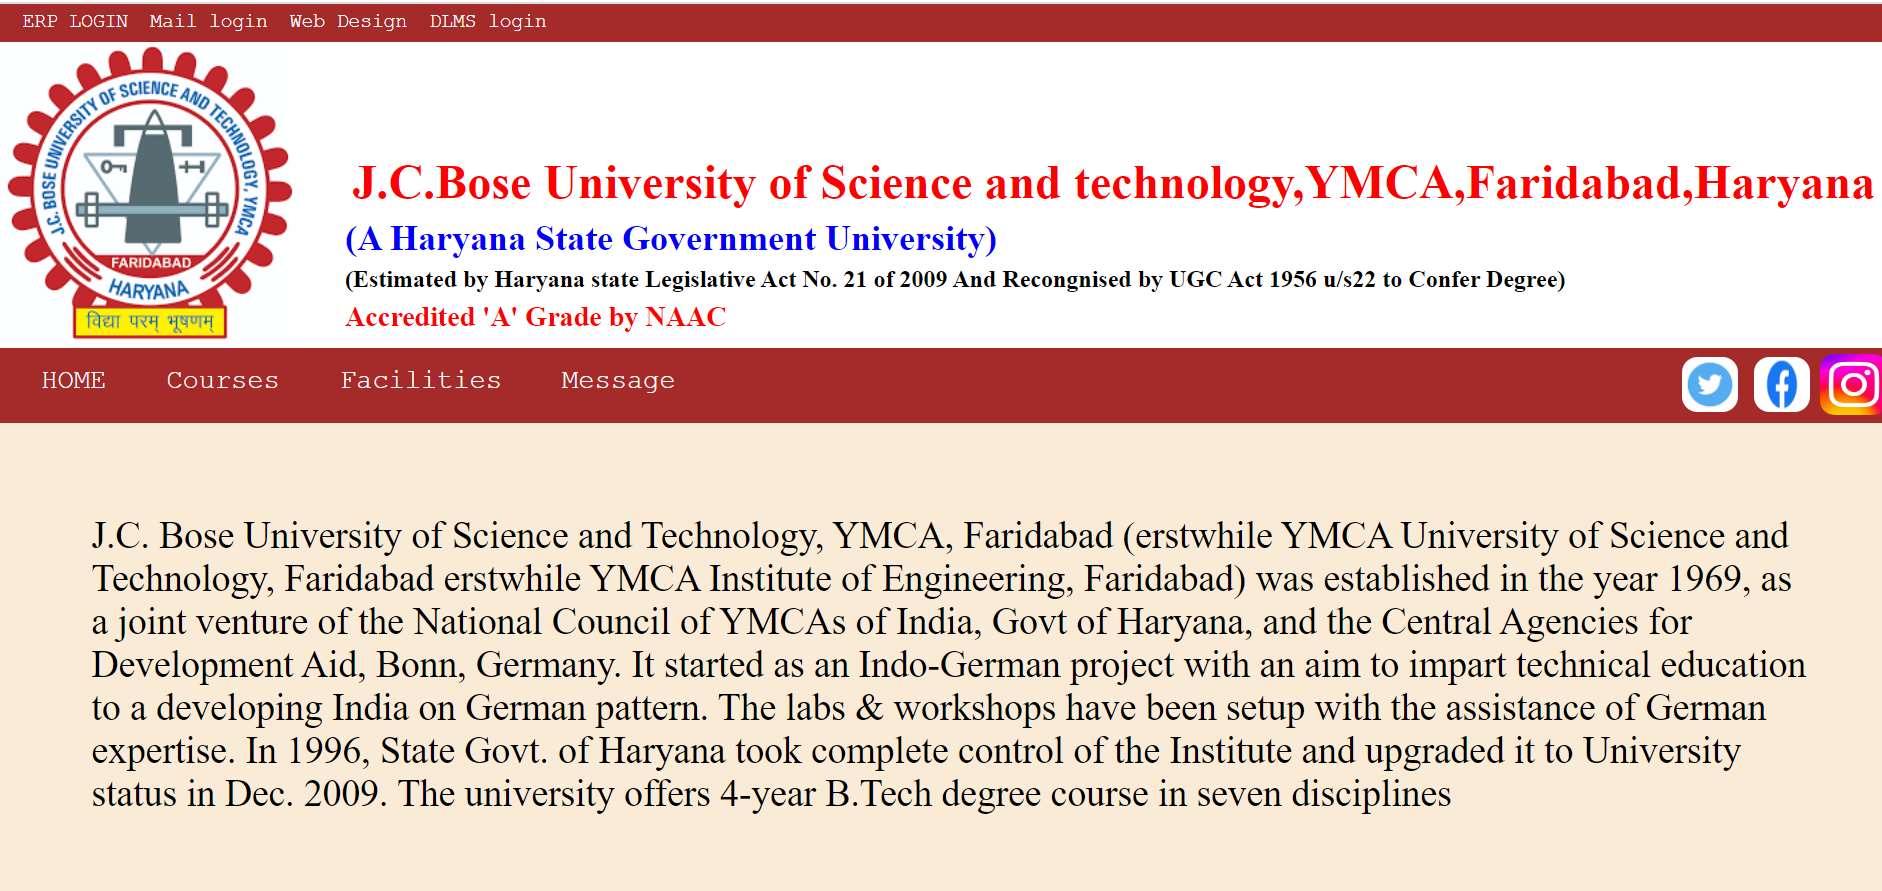 ERP LOGIN Mail login Web Design DLMS login
J.C. BOSE UNIVERSITY OF SCIENCE AND TECHNOLOGY, YMCA
FARIDABAD
HARYANA
विद्या परम् भूषणम्
J.C.Bose University of Science and technology,YMCA,Faridabad,Haryana
(A Haryana State Government University)
(Estimated by Haryana state Legislative Act No. 21 of 2009 And Recongnised by UGC Act 1956 u/s22 to Confer Degree)
Accredited 'A' Grade by NAAC
HOME Courses Facilities Message
J.C. Bose University of Science and Technology, YMCA, Faridabad (erstwhile YMCA University of Science and
Technology, Faridabad erstwhile YMCA Institute of Engineering, Faridabad) was established in the year 1969, as
a joint venture of the National Council of YMCAs of India, Govt of Haryana, and the Central Agencies for
Development Aid, Bonn, Germany. It started as an Indo-German project with an aim to impart technical education
to a developing India on German pattern. The labs & workshops have been setup with the assistance of German
expertise. In 1996, State Govt. of Haryana took complete control of the Institute and upgraded it to University
status in Dec. 2009. The university offers 4-year B.Tech degree course in seven disciplines